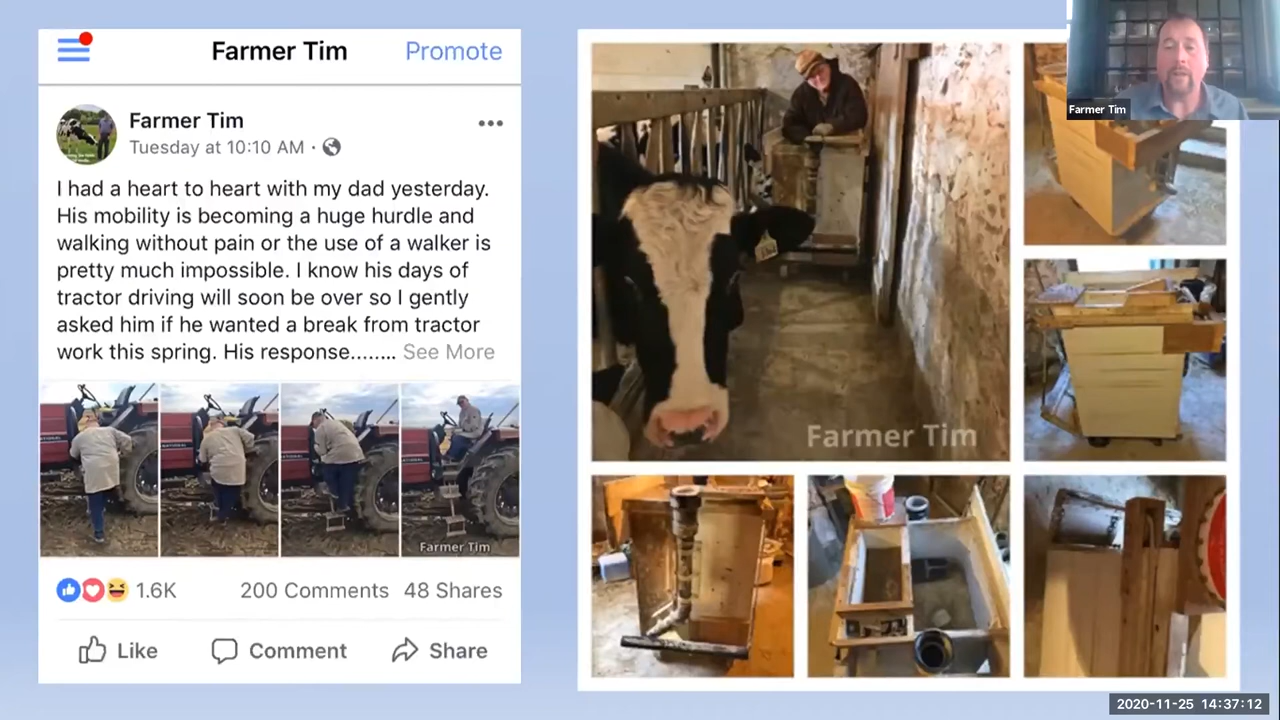 Farmer Tim
Promote
Farmer Tim
Tuesday at 10:10 AM ·
I had a heart to heart with my dad yesterday.
His mobility is becoming a huge hurdle and
walking without pain or the use of a walker is
pretty much impossible. I know his days of
tractor driving will soon be over so I gently
asked him if he wanted a break from tractor
work this spring. His response........ See More
Farmer Tim
1.6K
200 Comments
48 Shares
Like
Comment
Share
Farmer Tim
Farmer Tim
2020-11-25 14:37:12